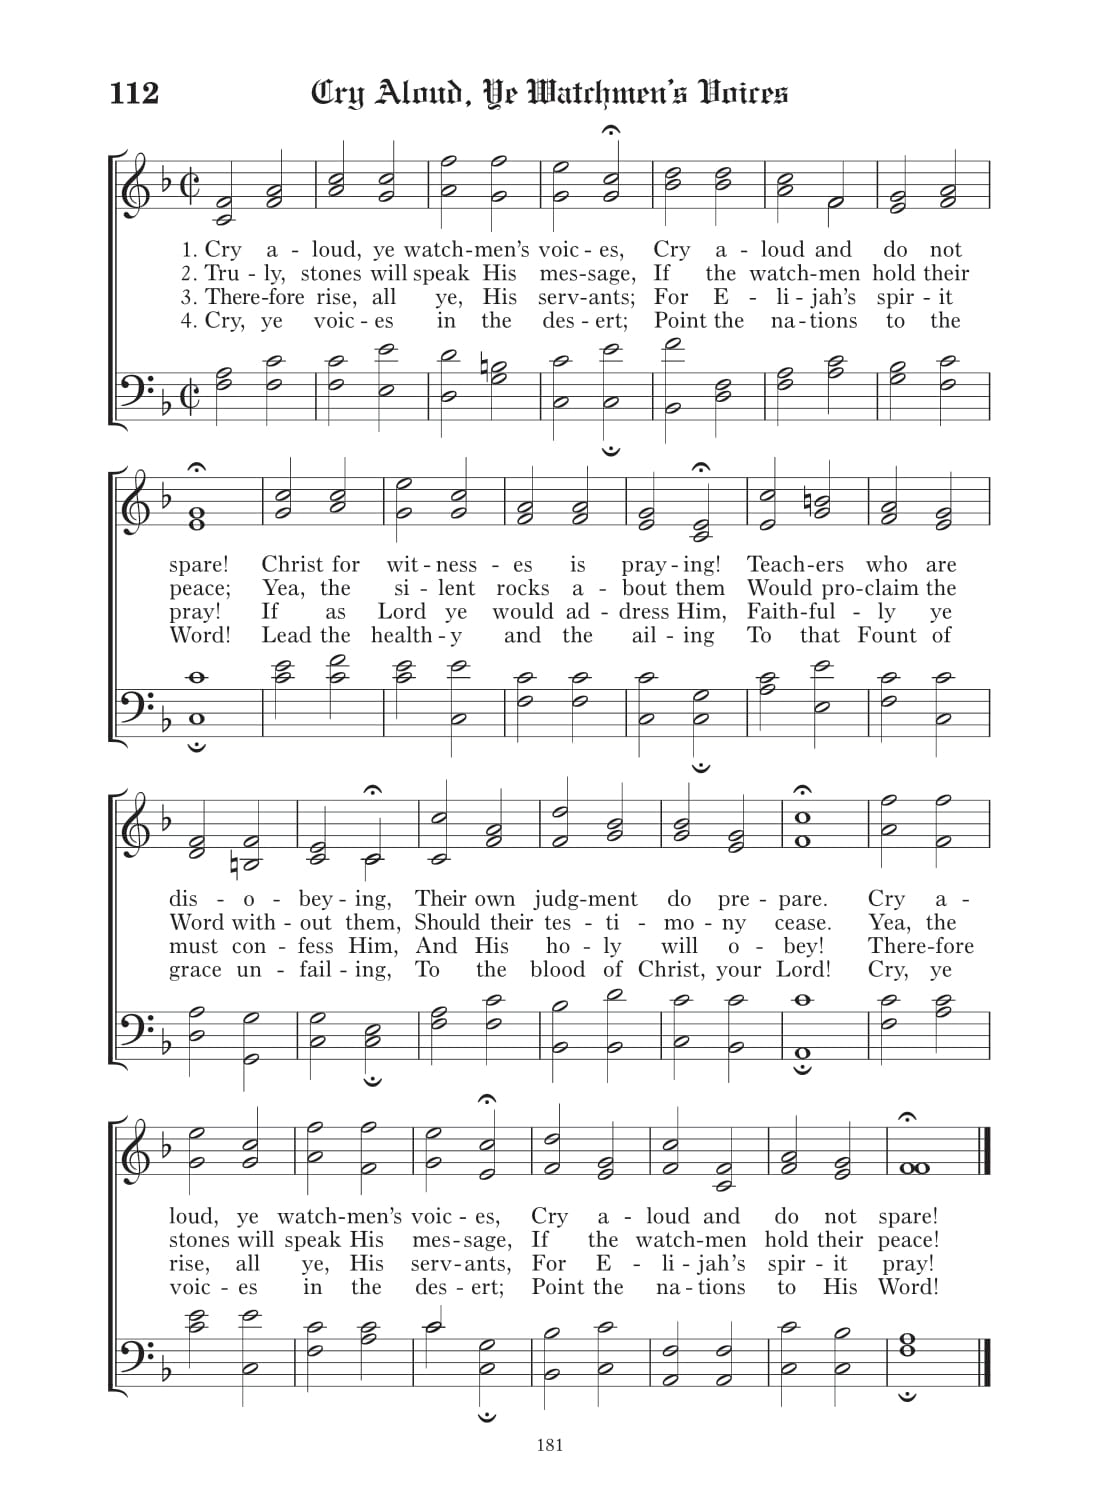 112 Cry Aloud, Ye Watchmen's Voices
1. Cry a - loud, ye watch-men's voic - es, Cry a - loud and do not
2. Tru - ly, stones will speak His mes-sage, If the watch-men hold their
3. There-fore rise, all ye, His serv-ants; For E - li - jah's spir - it
4. Cry, ye voic - es in the des - ert; Point the na - tions to the
spare! Christ for wit - ness - es is pray - ing! Teach-ers who are
peace; Yea, the si - lent rocks a - bout them Would pro-claim the
pray! If as Lord ye would ad - dress Him, Faith-ful - ly ye
Word! Lead the health - y and the ail - ing To that Fount of
dis - o - bey - ing, Their own judg-ment do pre - pare. Cry a -
Word with - out them, Should their tes - ti - mo - ny cease. Yea, the
must con - fess Him, And His ho - ly will o - bey! There-fore
grace un - fail - ing, To the blood of Christ, your Lord! Cry, ye
loud, ye watch-men's voic - es, Cry a - loud and do not spare!
stones will speak His mes-sage, If the watch-men hold their peace!
rise, all ye, His serv-ants, For E - li - jah's spir - it pray!
voic - es in the des - ert; Point the na - tions to His Word!
181